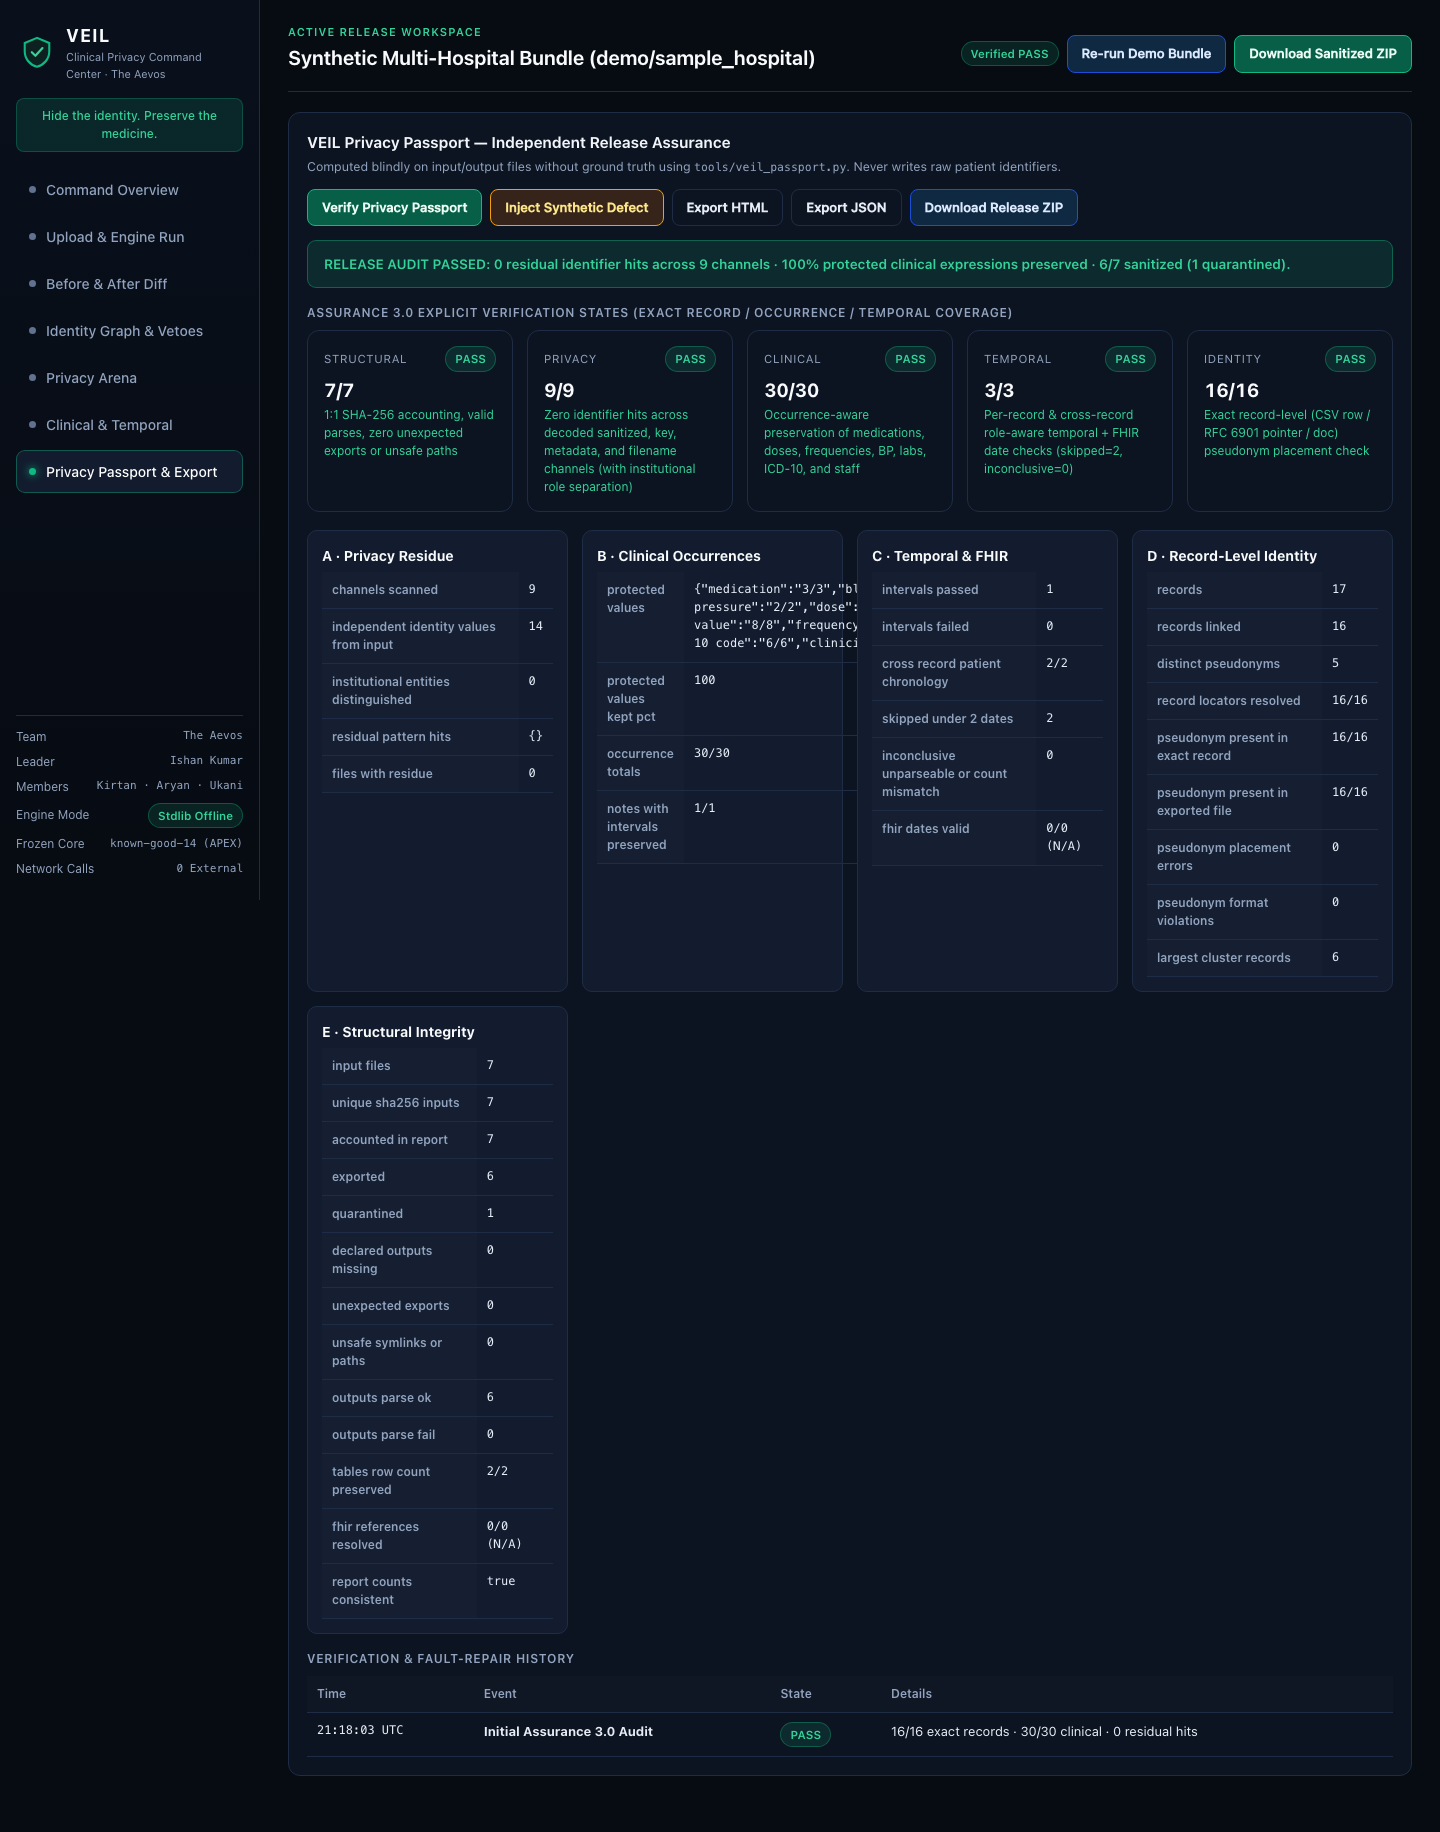 VEIL
Clinical Privacy Command
Center · The Aevos
Hide the identity. Preserve the
medicine.
Command Overview
Upload & Engine Run
Before & After Diff
Identity Graph & Vetoes
Privacy Arena
Clinical & Temporal
Privacy Passport & Export
Team The Aevos
Leader Ishan Kumar
Members Kirtan · Aryan · Ukani
Engine Mode Stdlib Offline
Frozen Core known-good-14 (APEX)
Network Calls 0 External
ACTIVE RELEASE WORKSPACE
Synthetic Multi-Hospital Bundle (demo/sample_hospital)
Verified PASS
Re-run Demo Bundle
Download Sanitized ZIP
VEIL Privacy Passport — Independent Release Assurance
Computed blindly on input/output files without ground truth using tools/veil_passport.py. Never writes raw patient identifiers.
Verify Privacy Passport
Inject Synthetic Defect
Export HTML
Export JSON
Download Release ZIP
RELEASE AUDIT PASSED: 0 residual identifier hits across 9 channels · 100% protected clinical expressions preserved · 6/7 sanitized (1 quarantined).
ASSURANCE 3.0 EXPLICIT VERIFICATION STATES (EXACT RECORD / OCCURRENCE / TEMPORAL COVERAGE)
STRUCTURAL PASS
7/7
1:1 SHA-256 accounting, valid
parses, zero unexpected
exports or unsafe paths
PRIVACY PASS
9/9
Zero identifier hits across
decoded sanitized, key,
metadata, and filename
channels (with institutional
role separation)
CLINICAL PASS
30/30
Occurrence-aware
preservation of medications,
doses, frequencies, BP, labs,
ICD-10, and staff
TEMPORAL PASS
3/3
Per-record & cross-record
role-aware temporal + FHIR
date checks (skipped=2,
inconclusive=0)
IDENTITY PASS
16/16
Exact record-level (CSV row /
RFC 6901 pointer / doc)
pseudonym placement check
A · Privacy Residue
channels scanned 9
independent identity values 14
from input
institutional entities 0
distinguished
residual pattern hits {}
files with residue 0
B · Clinical Occurrences
protected {"medication":"3/3","bl
values pressure":"2/2","dose":
value":"8/8","frequency
10 code":"6/6","clinici
protected 100
values
kept pct
occurrence 30/30
totals
notes with 1/1
intervals
preserved
C · Temporal & FHIR
intervals passed 1
intervals failed 0
cross record patient 2/2
chronology
skipped under 2 dates 2
inconclusive 0
unparseable or count
mismatch
fhir dates valid 0/0
(N/A)
D · Record-Level Identity
records 17
records linked 16
distinct pseudonyms 5
record locators resolved 16/16
pseudonym present in 16/16
exact record
pseudonym present in 16/16
exported file
pseudonym placement 0
errors
pseudonym format 0
violations
largest cluster records 6
E · Structural Integrity
input files 7
unique sha256 inputs 7
accounted in report 7
exported 6
quarantined 1
declared outputs 0
missing
unexpected exports 0
unsafe symlinks or 0
paths
outputs parse ok 6
outputs parse fail 0
tables row count 2/2
preserved
fhir references 0/0
resolved (N/A)
report counts true
consistent
VERIFICATION & FAULT-REPAIR HISTORY
Time Event State Details
21:18:03 UTC Initial Assurance 3.0 Audit PASS 16/16 exact records · 30/30 clinical · 0 residual hits